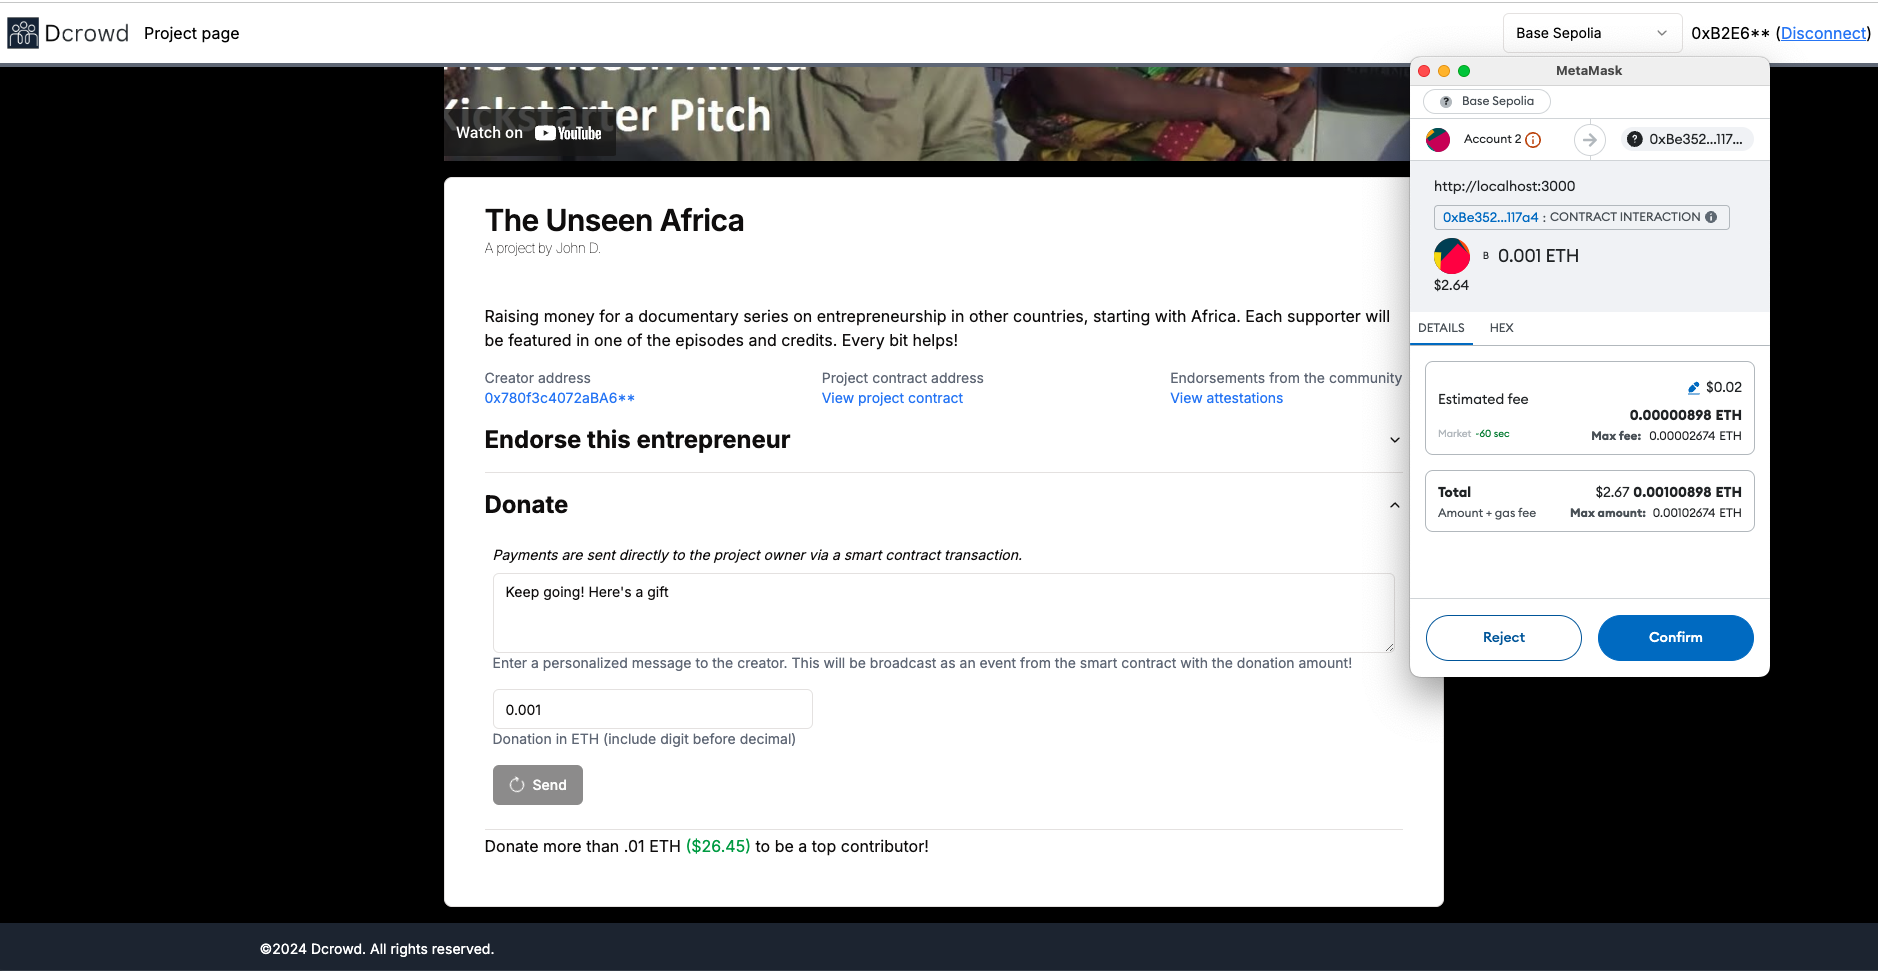 Dcrowd
Project page
Base Sepolia
0xB2E6** (Disconnect)
The Unseen Africa
Kickstarter Pitch
Watch on YouTube
The Unseen Africa
A project by John D.
Raising money for a documentary series on entrepreneurship in other countries, starting with Africa. Each supporter will
be featured in one of the episodes and credits. Every bit helps!
Creator address
0x780f3c4072aBA6**
Project contract address
View project contract
Endorsements from the community
View attestations
Endorse this entrepreneur
Donate
Payments are sent directly to the project owner via a smart contract transaction.
Keep going! Here's a gift
Enter a personalized message to the creator. This will be broadcast as an event from the smart contract with the donation amount!
0.001
Donation in ETH (include digit before decimal)
Send
Donate more than .01 ETH ($26.45) to be a top contributor!
©2024 Dcrowd. All rights reserved.
MetaMask
? Base Sepolia
Account 2
? 0xBe352...117...
http://localhost:3000
0xBe352...117a4 : CONTRACT INTERACTION
B 0.001 ETH
$2.64
DETAILS
HEX
Estimated fee
$0.02
0.00000898 ETH
Market -60 sec
Max fee: 0.00002674 ETH
Total
$2.67 0.00100898 ETH
Amount + gas fee
Max amount: 0.00102674 ETH
Reject
Confirm